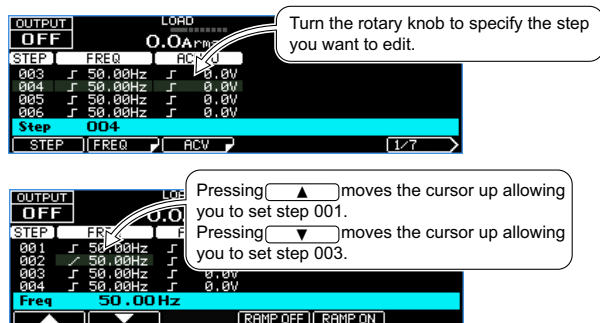 OUTPUT
OFF
LOAD
0.0Arms
Turn the rotary knob to specify the step
you want to edit.
STEP FREQ
003 50.00Hz 0.0V
004 50.00Hz 0.0V
005 50.00Hz 0.0V
006 50.00Hz 0.0V
Step 004
STEP FREQ ACV 1/7
OUTPUT
OFF
Pressing ▲ moves the cursor up allowing
you to set step 001.
Pressing ▼ moves the cursor up allowing
you to set step 003.
STEP
001 50.00Hz
002 50.00Hz
003 50.00Hz 0.0V
004 50.00Hz 0.0V
Freq 50.00Hz
RAMP OFF RAMP ON